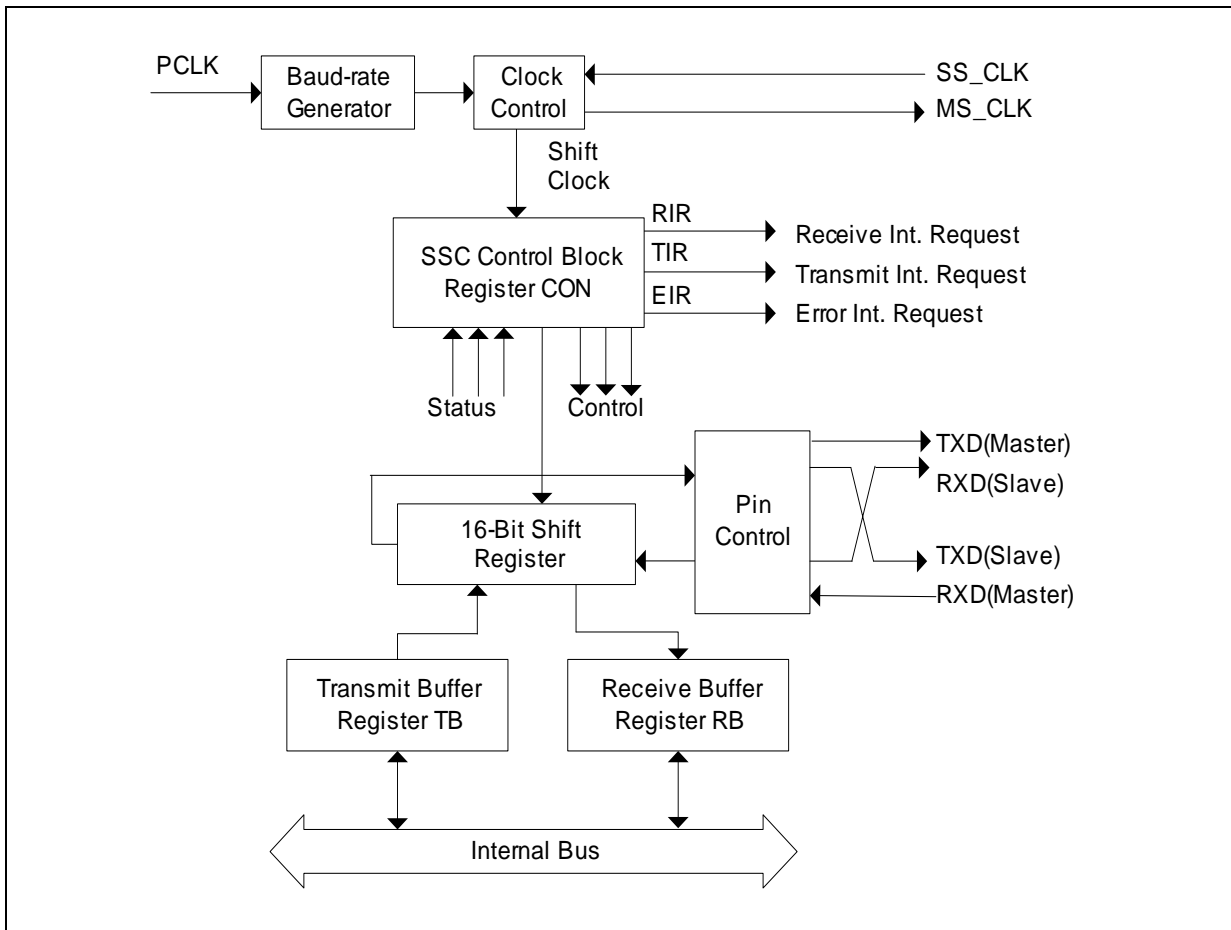 PCLK
Baud-rate
Generator
Clock
Control
SS_CLK
MS_CLK
Shift
Clock
SSC Control Block
Register CON
RIR
TIR
EIR
Receive Int. Request
Transmit Int. Request
Error Int. Request
Status
Control
16-Bit Shift
Register
Pin
Control
TXD(Master)
RXD(Slave)
TXD(Slave)
RXD(Master)
Transmit Buffer
Register TB
Receive Buffer
Register RB
Internal Bus